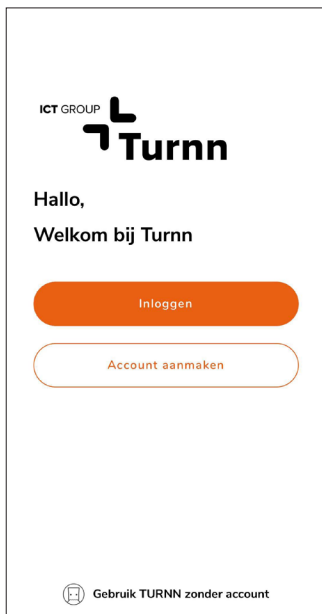 ICT GROUP
Turnn
Hallo,
Welkom bij Turnn
Inloggen
Account aanmaken
Gebruik TURNN zonder account